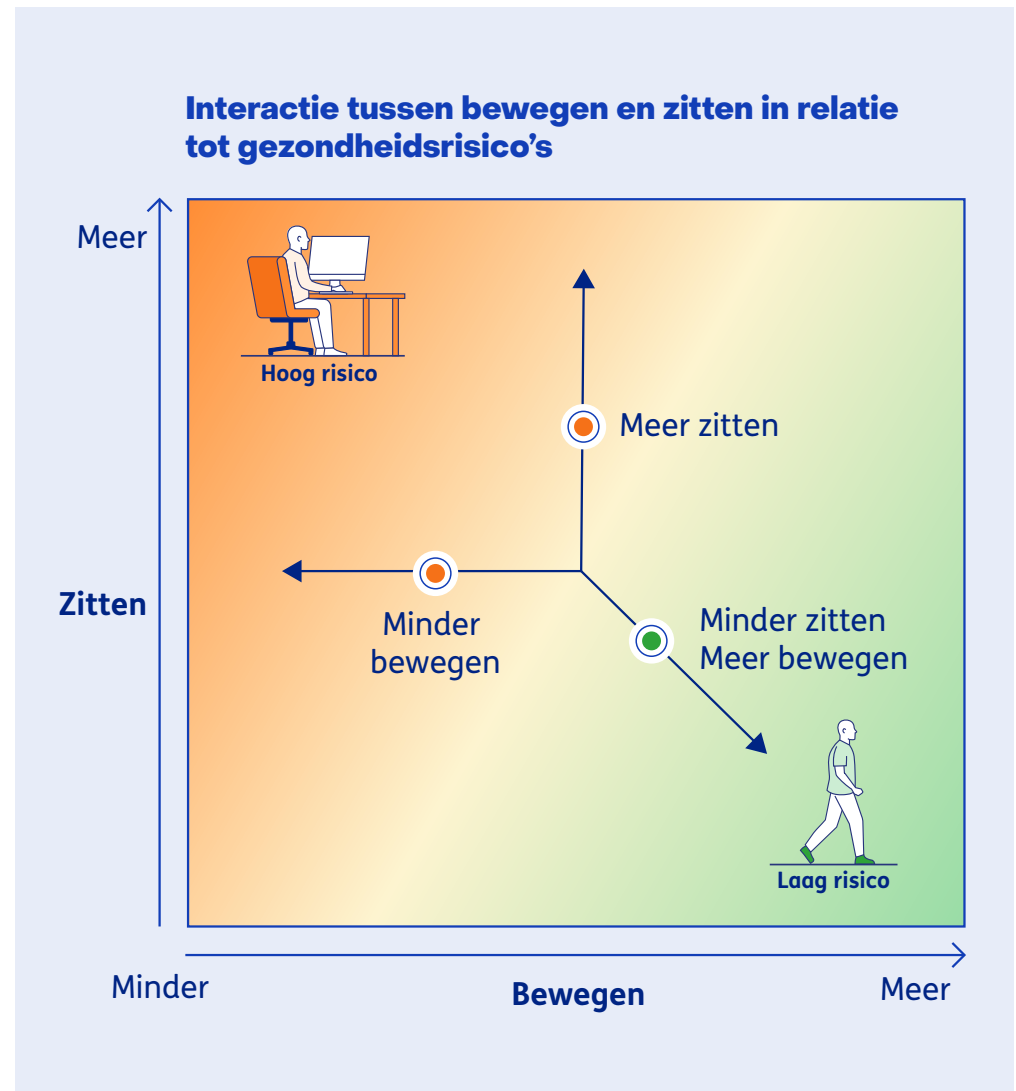 Interactie tussen bewegen en zitten in relatie
tot gezondheidsrisico’s
Meer
Hoog risico
Meer zitten
Zitten
Minder
bewegen
Minder zitten
Meer bewegen
Laag risico
Minder
Bewegen
Meer